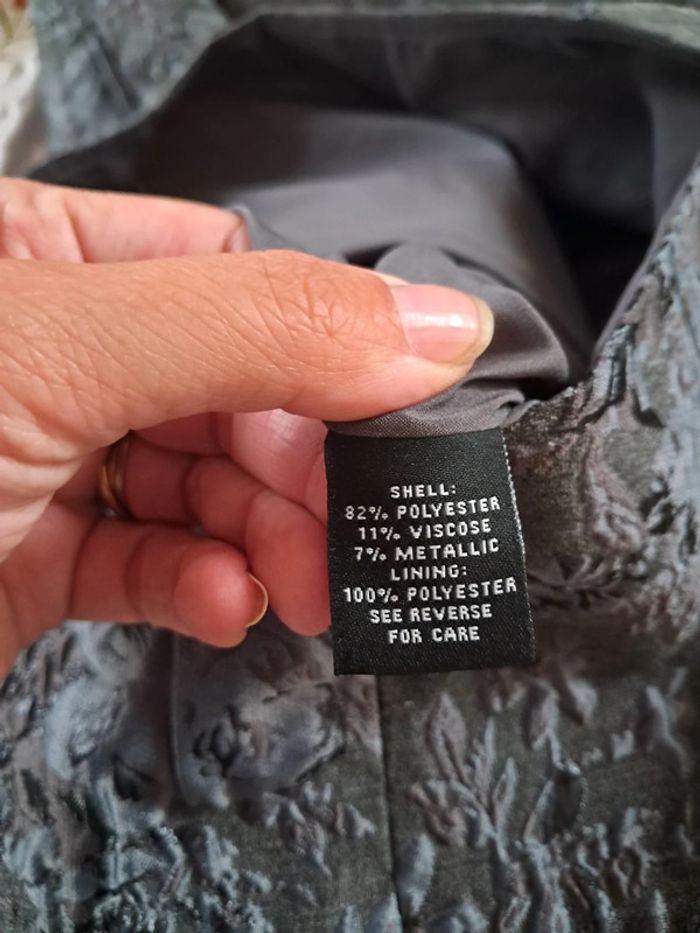 SHELL:
82% POLYESTER
11% VISCOSE
7% METALLIC
LINING:
100% POLYESTER
SEE REVERSE
FOR CARE